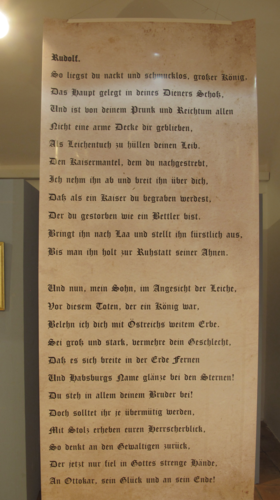 Rudolf.
So liegst du nackt und schmucklos, großer König,
Das Haupt gelegt in deines Dieners Schoß,
Und ist von deinem Prunk und Reichtum allen
Nicht eine arme Decke dir geblieben,
Als Leichentuch zu hüllen deinen Leib.
Den Kaisermantel, dem du nachgestrebt,
Ich nehm ihn ab und breit ihn über dich,
Daß als ein Kaiser du begraben werdest,
Der du gestorben wie ein Bettler bist.
Bringt ihn nach Laa und stellt ihn fürstlich aus,
Bis man ihn holt zur Ruhstatt seiner Ahnen.
Und nun, mein Sohn, im Angesicht der Leiche,
Vor diesem Toten, der ein König war,
Belehn ich dich mit Östreichs weitem Erbe.
Sei groß und stark, vermehre dein Geschlecht,
Daß es sich breite in der Erde Fernen
Und Habsburgs Name glänze bei den Sternen!
Du steh in allem deinem Bruder bei!
Doch solltet ihr je übermütig werden,
Mit Stolz erheben euren Herrscherblick,
So denkt an den Gewaltigen zurück,
Der jetzt nur fiel in Gottes strenge Hände,
An Ottokar, sein Glück und an sein Ende!